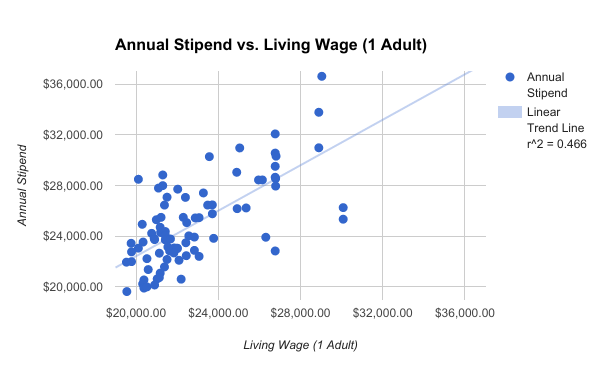 Annual Stipend vs. Living Wage (1 Adult)
$36,000.00
$32,000.00
$28,000.00
$24,000.00
$20,000.00
Annual Stipend
$20,000.00
$24,000.00
$28,000.00
$32,000.00
$36,000.00
Living Wage (1 Adult)
Annual
Stipend
Linear
Trend Line
r^2 = 0.466